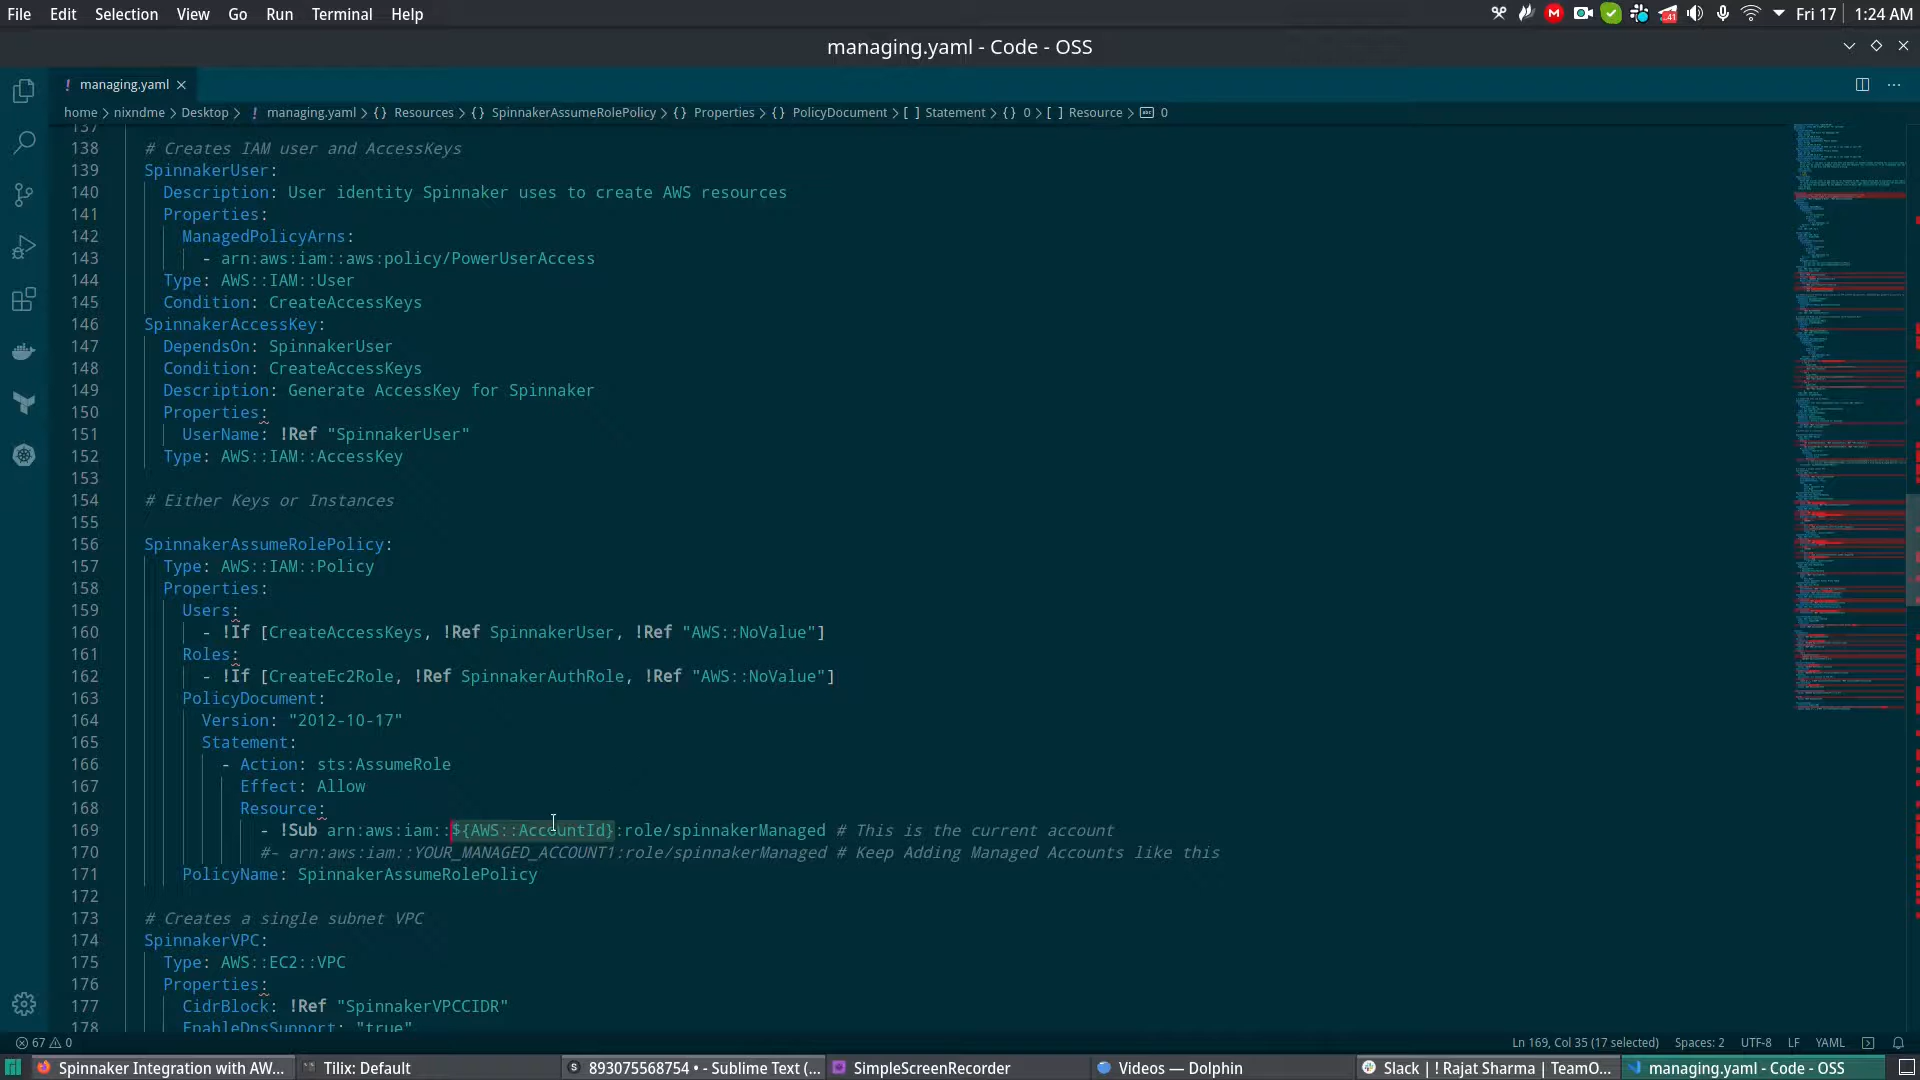 File Edit Selection View Go Run Terminal Help
41 Fri 17 1:24 AM
managing.yaml - Code - OSS
! managing.yaml
home > nixndme > Desktop > ! managing.yaml > {} Resources > {} SpinnakerAssumeRolePolicy > {} Properties > {} PolicyDocument > [ ] Statement > {} 0 > [ ] Resource > abc 0
137
138 # Creates IAM user and AccessKeys
139 SpinnakerUser:
140 Description: User identity Spinnaker uses to create AWS resources
141 Properties:
142 ManagedPolicyArns:
143 - arn:aws:iam::aws:policy/PowerUserAccess
144 Type: AWS::IAM::User
145 Condition: CreateAccessKeys
146 SpinnakerAccessKey:
147 DependsOn: SpinnakerUser
148 Condition: CreateAccessKeys
149 Description: Generate AccessKey for Spinnaker
150 Properties:
151 UserName: !Ref "SpinnakerUser"
152 Type: AWS::IAM::AccessKey
153
154 # Either Keys or Instances
155
156 SpinnakerAssumeRolePolicy:
157 Type: AWS::IAM::Policy
158 Properties:
159 Users:
160 - !If [CreateAccessKeys, !Ref SpinnakerUser, !Ref "AWS::NoValue"]
161 Roles:
162 - !If [CreateEc2Role, !Ref SpinnakerAuthRole, !Ref "AWS::NoValue"]
163 PolicyDocument:
164 Version: "2012-10-17"
165 Statement:
166 - Action: sts:AssumeRole
167 Effect: Allow
168 Resource:
169 - !Sub arn:aws:iam::${AWS::AccountId}:role/spinnakerManaged # This is the current account
170 #- arn:aws:iam::YOUR_MANAGED_ACCOUNT1:role/spinnakerManaged # Keep Adding Managed Accounts like this
171 PolicyName: SpinnakerAssumeRolePolicy
172
173 # Creates a single subnet VPC
174 SpinnakerVPC:
175 Type: AWS::EC2::VPC
176 Properties:
177 CidrBlock: !Ref "SpinnakerVPCCIDR"
178 EnableDnsSupport: "true"
67 0 Ln 169, Col 35 (17 selected) Spaces: 2 UTF-8 LF YAML
Spinnaker Integration with AW... Tilix: Default 893075568754 • - Sublime Text (... SimpleScreenRecorder Videos — Dolphin Slack | ! Rajat Sharma | TeamO... managing.yaml - Code - OSS